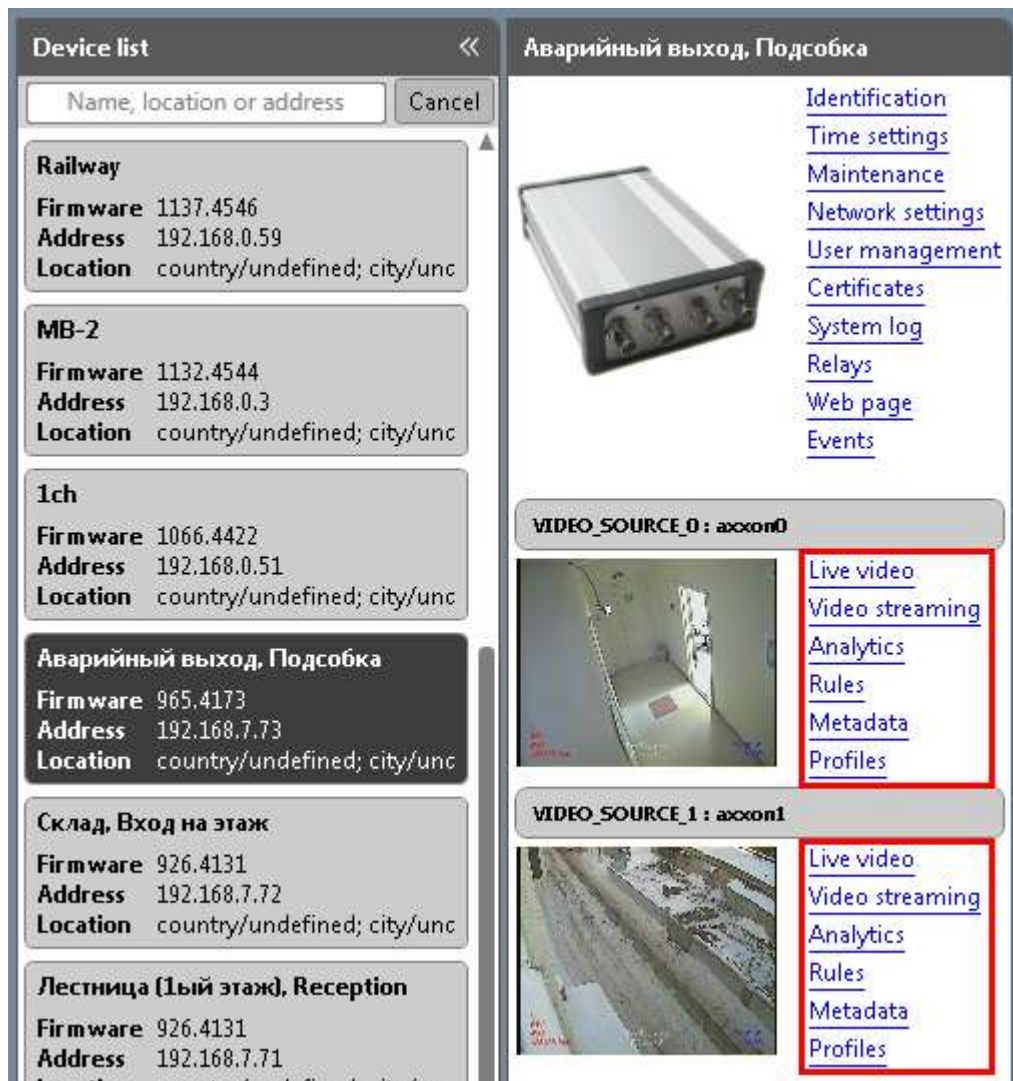 Device list
Name, location or address
Cancel
Railway
Firmware 1137.4546
Address 192.168.0.59
Location country/undefined; city/unc
MB-2
Firmware 1132.4544
Address 192.168.0.3
Location country/undefined; city/unc
1ch
Firmware 1066.4422
Address 192.168.0.51
Location country/undefined; city/unc
Аварийный выход, Подсобка
Firmware 965.4173
Address 192.168.7.73
Location country/undefined; city/unc
Склад, Вход на этаж
Firmware 926.4131
Address 192.168.7.72
Location country/undefined; city/unc
Лестница (1ый этаж), Reception
Firmware 926.4131
Address 192.168.7.71
Аварийный выход, Подсобка
Identification
Time settings
Maintenance
Network settings
User management
Certificates
System log
Relays
Web page
Events
VIDEO_SOURCE_0 : axxon0
Live video
Video streaming
Analytics
Rules
Metadata
Profiles
VIDEO_SOURCE_1 : axxon1
Live video
Video streaming
Analytics
Rules
Metadata
Profiles